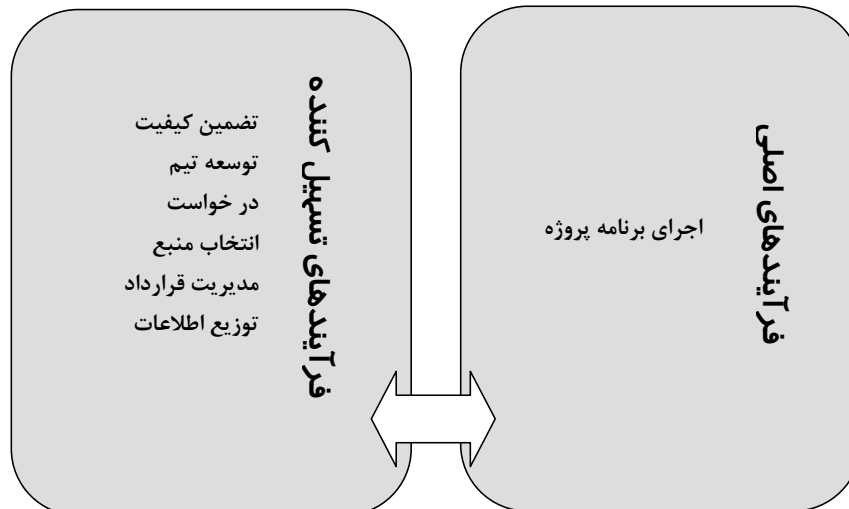 فرآیندهای اصلی
اجرای برنامه پروژه
فرآیندهای تسهیل کننده
تضمین کیفیت
توسعه تیم
در خواست
انتخاب منبع
مدیریت قرارداد
توزیع اطلاعات